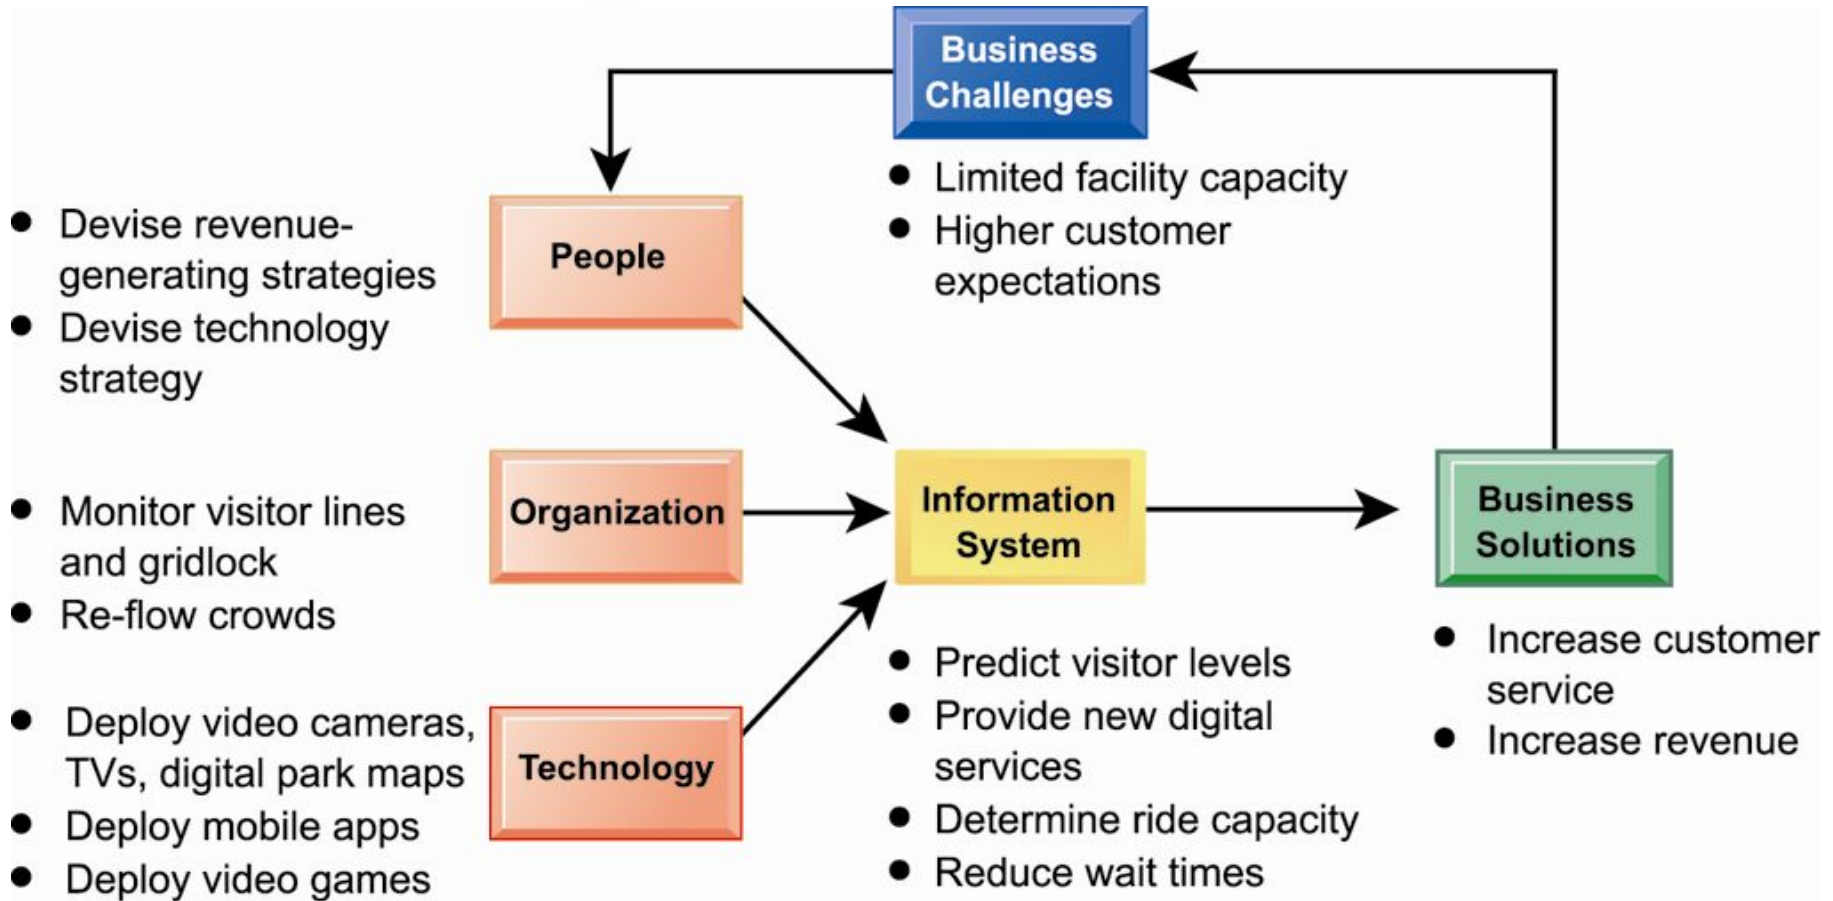 Business
Challenges
● Limited facility capacity
● Higher customer
expectations
● Devise revenue-
generating strategies
● Devise technology
strategy
People
● Monitor visitor lines
and gridlock
● Re-flow crowds
Organization
Information
System
Business
Solutions
● Deploy video cameras,
TVs, digital park maps
● Deploy mobile apps
● Deploy video games
Technology
● Predict visitor levels
● Provide new digital
services
● Determine ride capacity
● Reduce wait times
● Increase customer
service
● Increase revenue